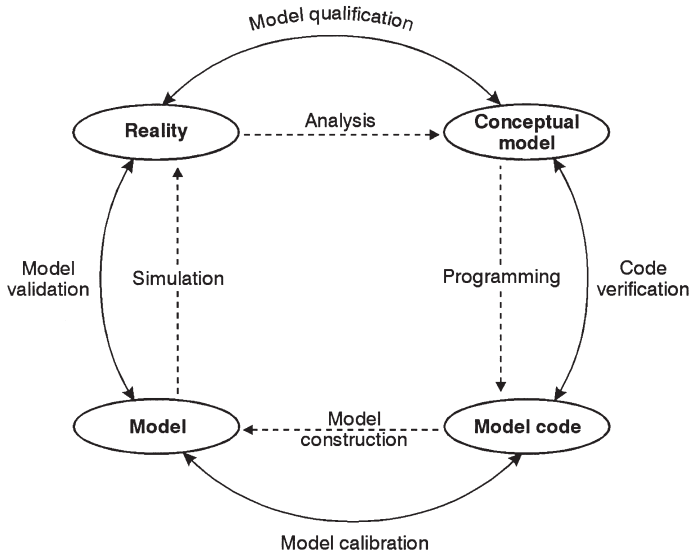 Model qualification
Reality
Analysis
Conceptual
model
Model
validation
Simulation
Programming
Code
verification
Model
Model
construction
Model code
Model calibration